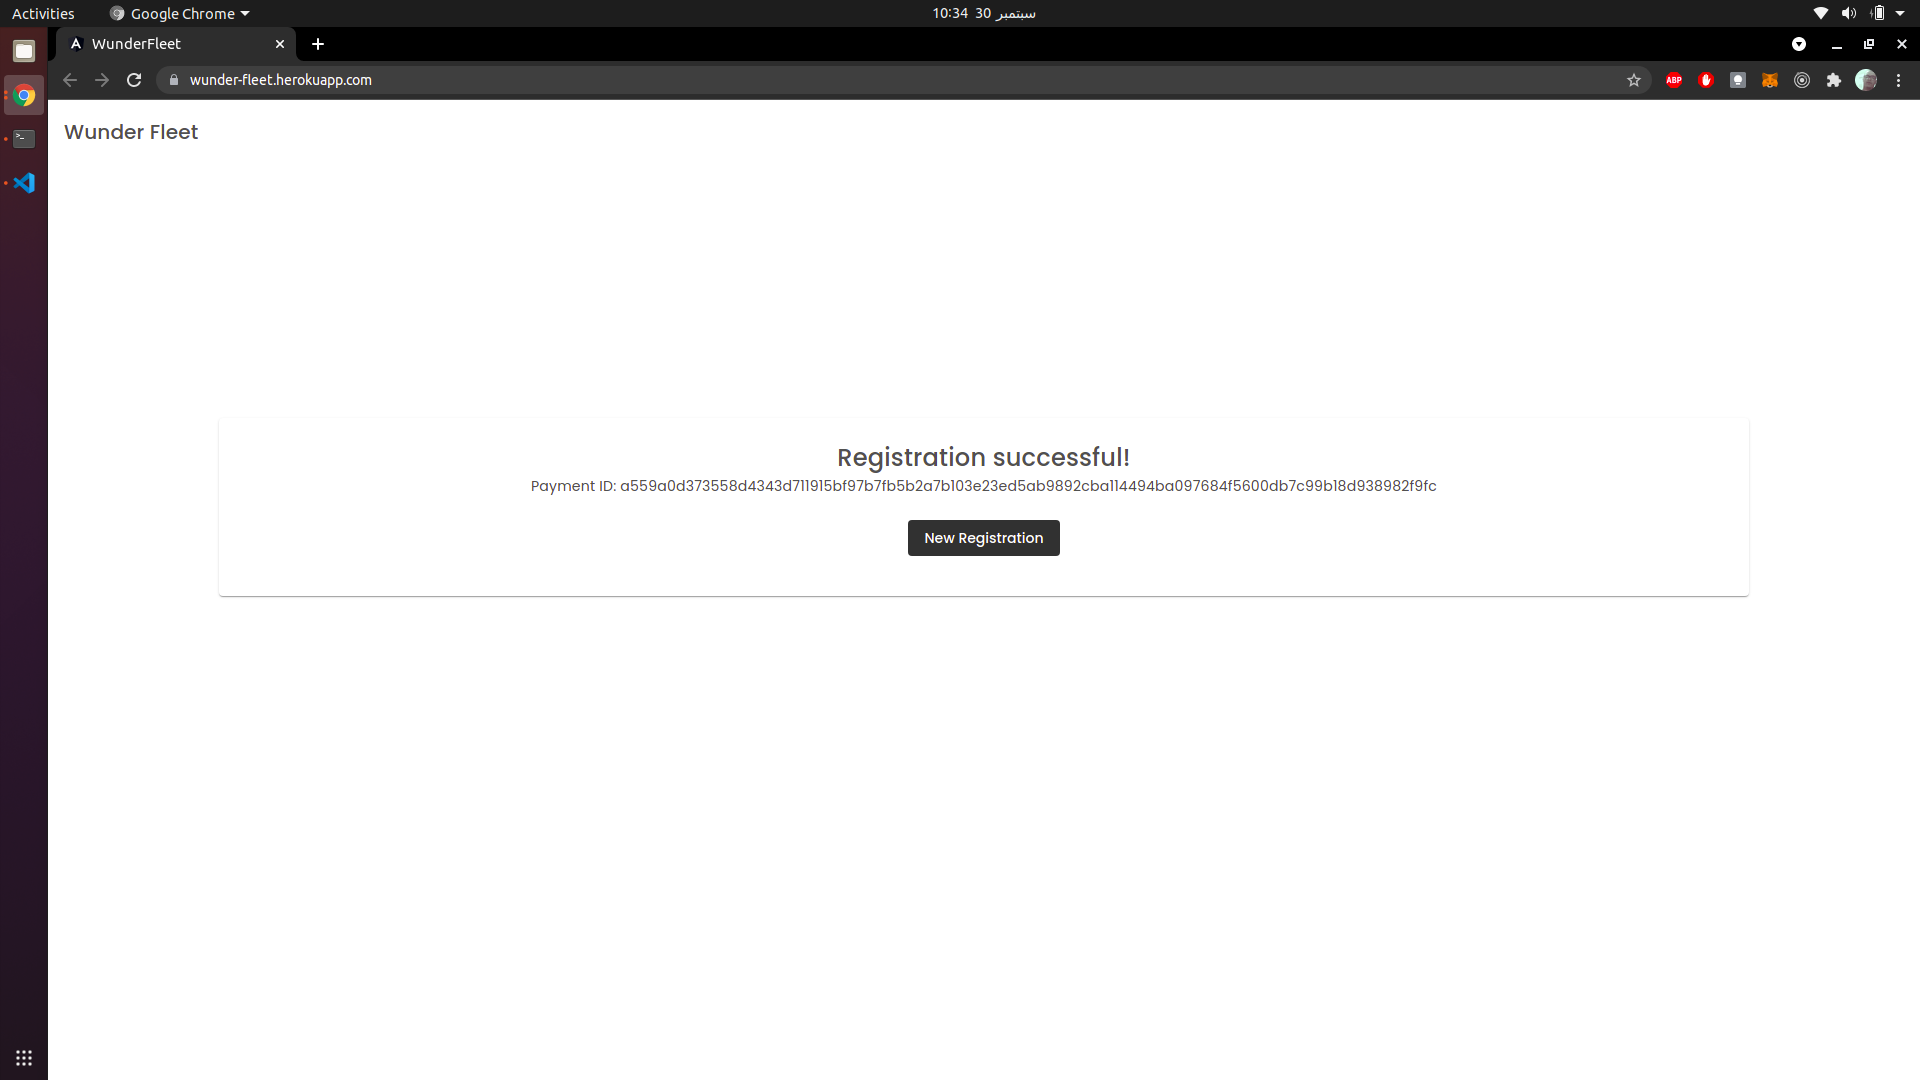 Activities
Google Chrome
10:34 30 سبتمبر
WunderFleet
wunder-fleet.herokuapp.com
ABP
Wunder Fleet
Registration successful!
Payment ID: a559a0d373558d4343d711915bf97b7fb5b2a7b103e23ed5ab9892cba114494ba097684f5600db7c99b18d938982f9fc
New Registration